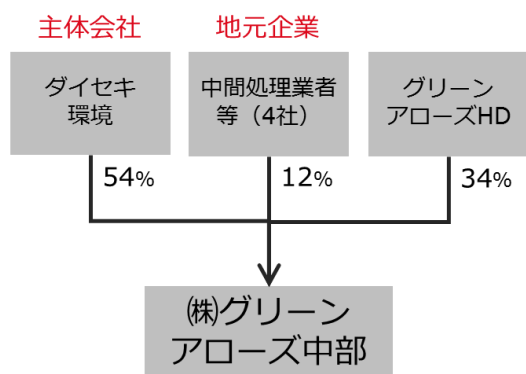 主体会社
地元企業
ダイセキ
環境
中間処理業者
等（4社）
グリーン
アローズHD
54%
12%
34%
㈱グリーン
アローズ中部